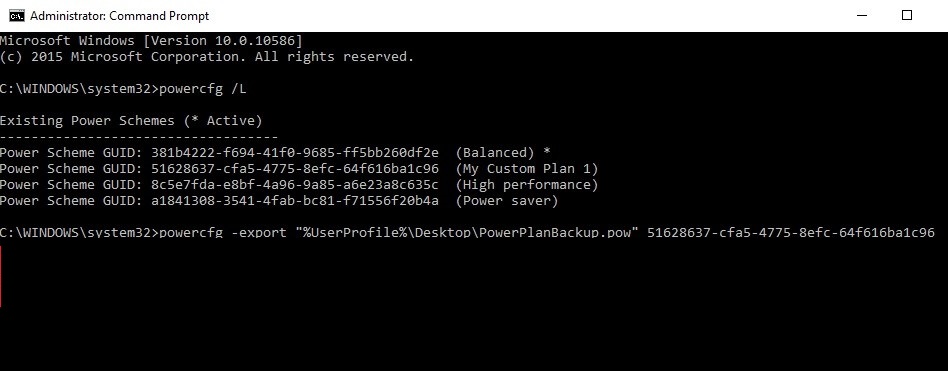 Administrator: Command Prompt
Microsoft Windows [Version 10.0.10586]
(c) 2015 Microsoft Corporation. All rights reserved.
C:\WINDOWS\system32>powercfg /L
Existing Power Schemes (* Active)
-----------------------------------
Power Scheme GUID: 381b4222-f694-41f0-9685-ff5bb260df2e  (Balanced) *
Power Scheme GUID: 51628637-cfa5-4775-8efc-64f616ba1c96  (My Custom Plan 1)
Power Scheme GUID: 8c5e7fda-e8bf-4a96-9a85-a6e23a8c635c  (High performance)
Power Scheme GUID: a1841308-3541-4fab-bc81-f71556f20b4a  (Power saver)
C:\WINDOWS\system32>powercfg -export "%UserProfile%\Desktop\PowerPlanBackup.pow" 51628637-cfa5-4775-8efc-64f616ba1c96